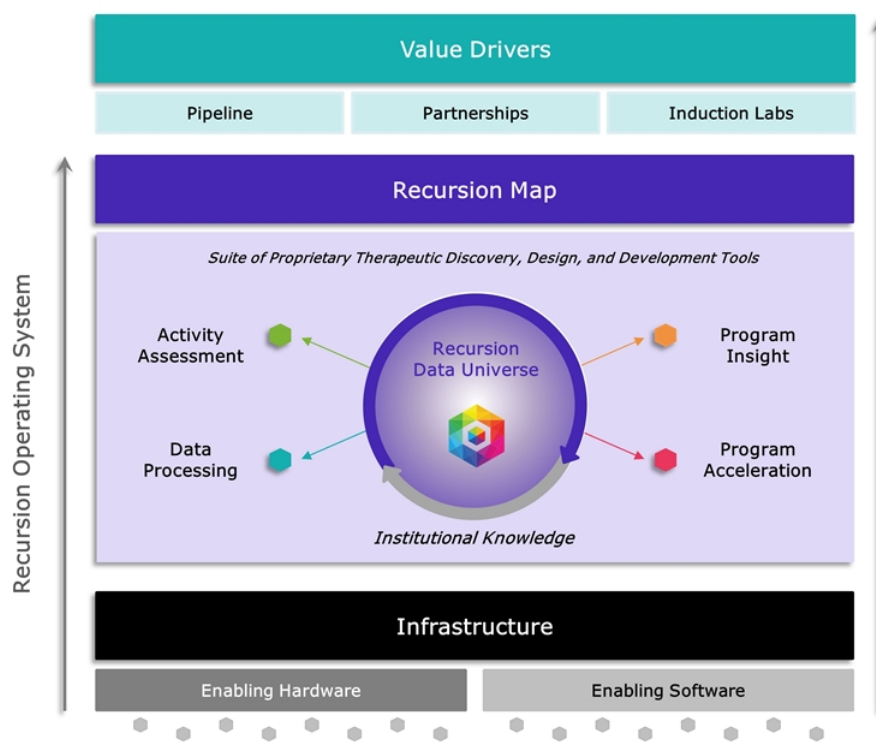 Value Drivers
Pipeline
Partnerships
Induction Labs
Recursion Map
Suite of Proprietary Therapeutic Discovery, Design, and Development Tools
Activity
Assessment
Recursion
Data Universe
Program
Insight
Data
Processing
Program
Acceleration
Institutional Knowledge
Infrastructure
Enabling Hardware
Enabling Software
Recursion Operating System